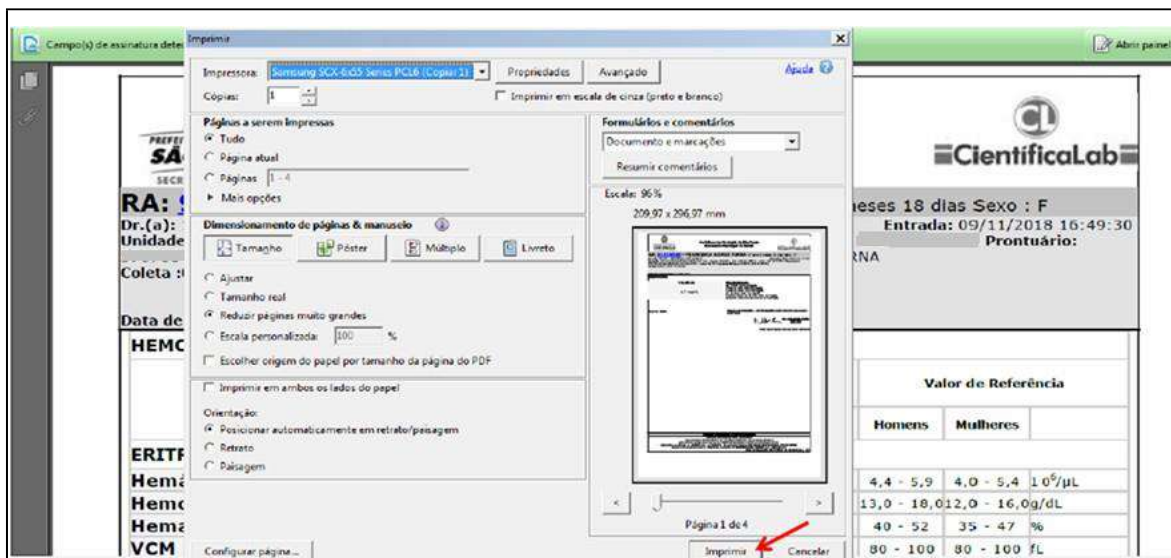 Campo(s) de assinatura detec
Abrir painel
Imprimir
Impressora: Samsung SCX-6x55 Series PCL6 (Copiar 1) Propriedades Avançado Ajuda
Cópias: 1 Imprimir em escala de cinza (preto e branco)
Páginas a serem impressas
Tudo
Página atual
Páginas 1 - 4
Mais opções
Dimensionamento de páginas & manuseio
Tamanho Pôster Múltiplo Livreto
Ajustar
Tamanho real
Reduzir páginas muito grandes
Escala personalizada: 100 %
Escolher origem do papel por tamanho da página do PDF
Imprimir em ambos os lados do papel
Orientação:
Posicionar automaticamente em retrato/paisagem
Retrato
Paisagem
Configurar página...
Formulários e comentários
Documento e marcações
Resumir comentários
Escala: 96%
209,97 x 296,97 mm
< >
Página 1 de 4
Imprimir Cancelar
PREFEI
SÃ
SECR
CL
CientíficaLab
RA:
eses 18 dias Sexo : F
Dr.(a):
Entrada: 09/11/2018 16:49:30
Unidade
Prontuário:
RNA
Coleta :
Data de
HEMO
Valor de Referência
Homens Mulheres
ERITR
Hemá 4,4 - 5,9 4,0 - 5,4 10⁶/µL
Hemo 13,0 - 18,0 12,0 - 16,0 g/dL
Hema 40 - 52 35 - 47 %
VCM 80 - 100 80 - 100 fL